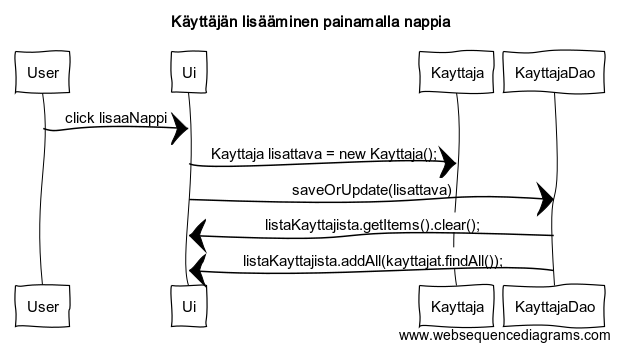 Käyttäjän lisääminen painamalla nappia
User
Ui
Kayttaja
KayttajaDao
click lisaaNappi
Kayttaja lisattava = new Kayttaja();
saveOrUpdate(lisattava)
listaKayttajista.getItems().clear();
listaKayttajista.addAll(kayttajat.findAll());
User
Ui
Kayttaja
KayttajaDao
www.websequencediagrams.com